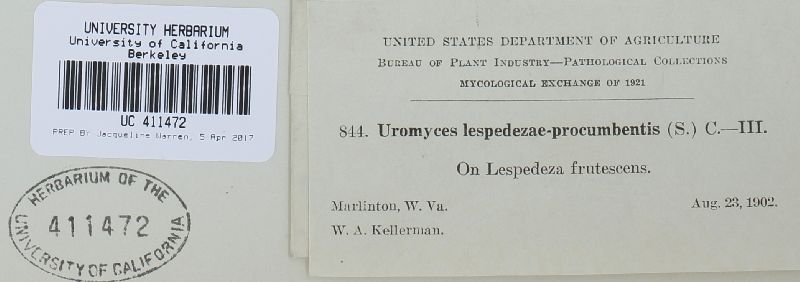 UNIVERSITY HERBARIUM
University of California
Berkeley
UC 411472
PREP BY Jacqueline Warren, 5 Apr 2017
HERBARIUM OF THE
411472
UNIVERSITY OF CALIFORNIA
UNITED STATES DEPARTMENT OF AGRICULTURE
BUREAU OF PLANT INDUSTRY—PATHOLOGICAL COLLECTIONS
MYCOLOGICAL EXCHANGE OF 1921
844. Uromyces lespedezae-procumbentis (S.) C.—III.
On Lespedeza frutescens.
Marlinton, W. Va. Aug. 23, 1902.
W. A. Kellerman.